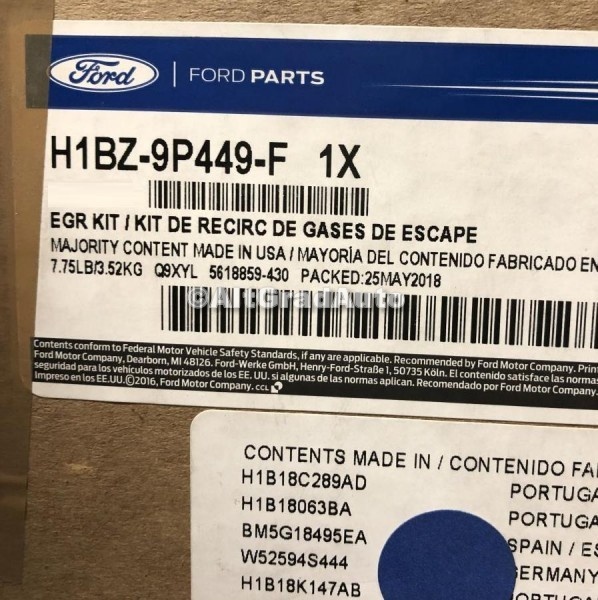 Ford | FORD PARTS
H1BZ-9P449-F 1X
EGR KIT / KIT DE RECIRC DE GASES DE ESCAPE
MAJORITY CONTENT MADE IN USA / MAYORÍA DEL CONTENIDO FABRICADO EN
7.75LB/3.52KG Q9XYL 5618859-430 PACKED:25MAY2018
©AltGradAuto
Contents conform to Federal Motor Vehicle Safety Standards, if any are applicable. Recommended by Ford Motor Company. Prin
Ford Motor Company, Dearborn, MI 48126. Ford-Werke GmbH, Henry-Ford-Straße 1, 50735 Köln. El contenido satisface las normas
seguridad para los vehículos motorizados de los EE. UU. si algunas de las normas aplican. Recomendado por Ford Motor Company.
Impreso en los EE.UU. ©2016, Ford Motor Company. CCL
CONTENTS MADE IN / CONTENIDO FA
H1B18C289AD PORTUGA
H1B18063BA PORTUGA
BM5G18495EA SPAIN / ES
W52594S444 GERMANY
H1B18K147AB PORTUGA